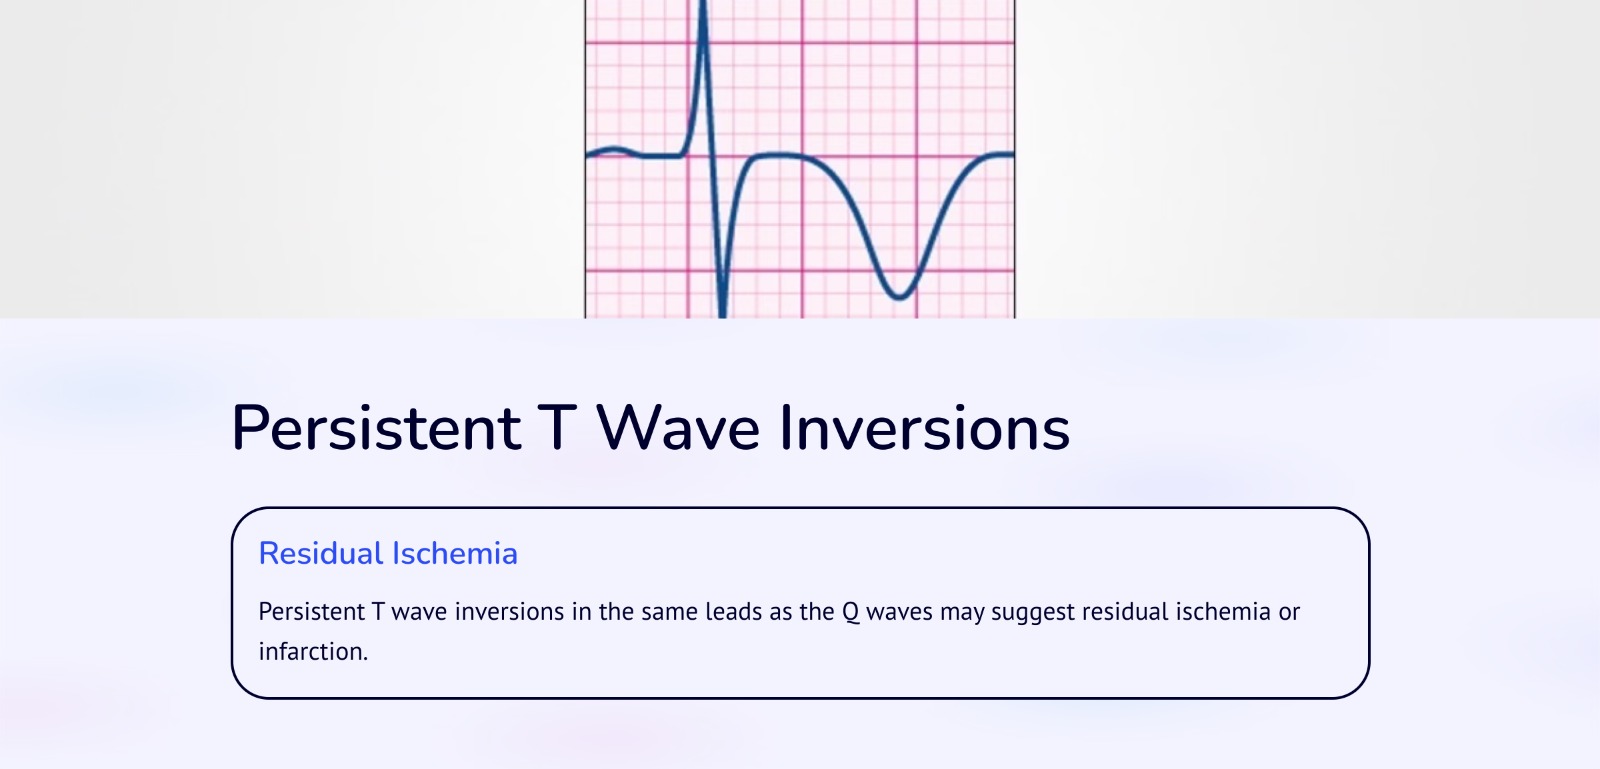 Persistent T Wave Inversions
Residual Ischemia
Persistent T wave inversions in the same leads as the Q waves may suggest residual ischemia or
infarction.